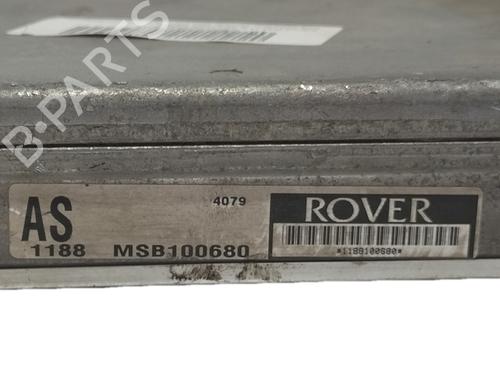 B-PARTS
AS
4079
ROVER
1188 MSB100680
*1188100680*